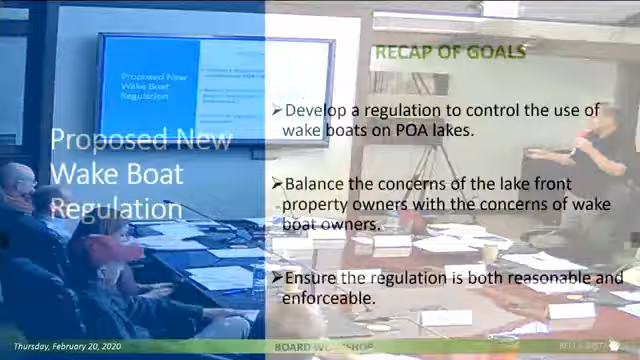 Proposed New
Wake Boat
Regulation
RECAP OF GOALS
➢Develop a regulation to control the use of
wake boats on POA lakes.
➢Balance the concerns of the lake front
property owners with the concerns of wake
boat owners.
➢Ensure the regulation is both reasonable and
enforceable.
Proposed New
Wake Boat
Regulation
Thursday, February 20, 2020
BOARD WORKSHOP